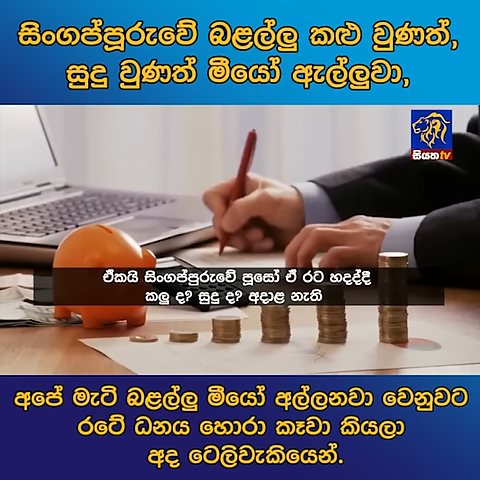 සිංගප්පූරුවේ බළල්ලු කළු වුණත්,
සුදු වුණත් මීයෝ ඇල්ලුවා,
සියත tv
ඒකයි සිංගප්පුරුවේ පූසෝ ඒ රට හදද්දී
කලු ද? සුදු ද? අදාළ නැති
අපේ මැටි බළල්ලු මීයෝ අල්ලනවා වෙනුවට
රටේ ධනය හොරා කෑවා කියලා
අද ටෙලිවැකියෙන්.